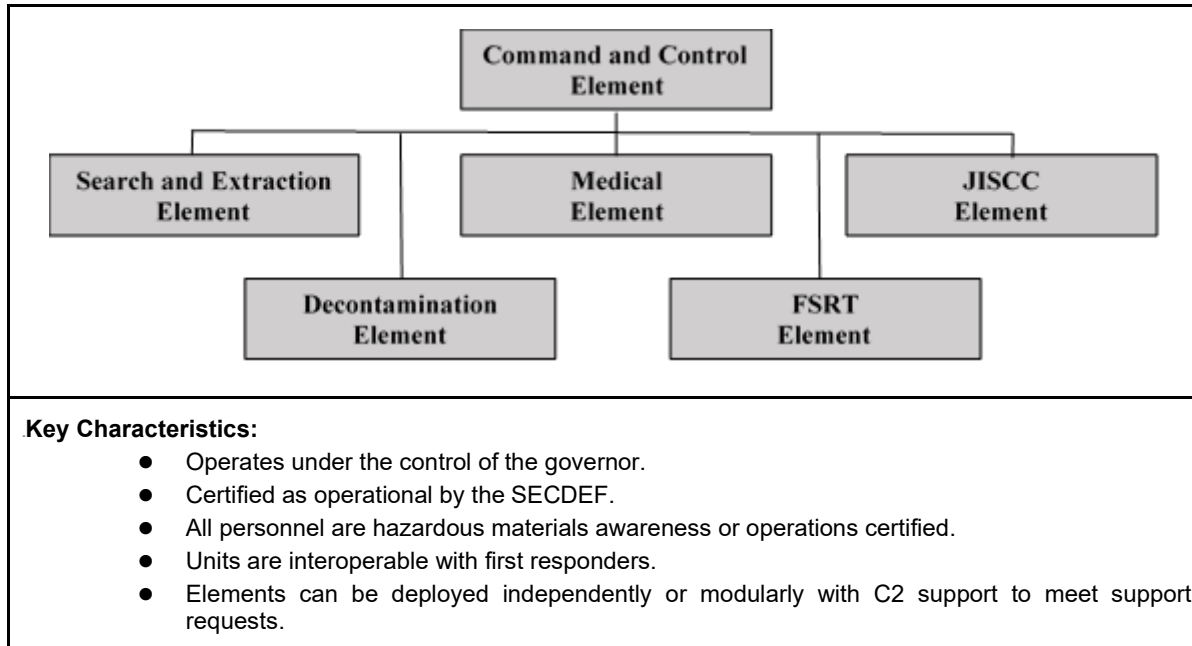 Command and Control
Element
Search and Extraction
Element
Medical
Element
JISCC
Element
Decontamination
Element
FSRT
Element
.Key Characteristics:
● Operates under the control of the governor.
● Certified as operational by the SECDEF.
● All personnel are hazardous materials awareness or operations certified.
● Units are interoperable with first responders.
● Elements can be deployed independently or modularly with C2 support to meet support
requests.